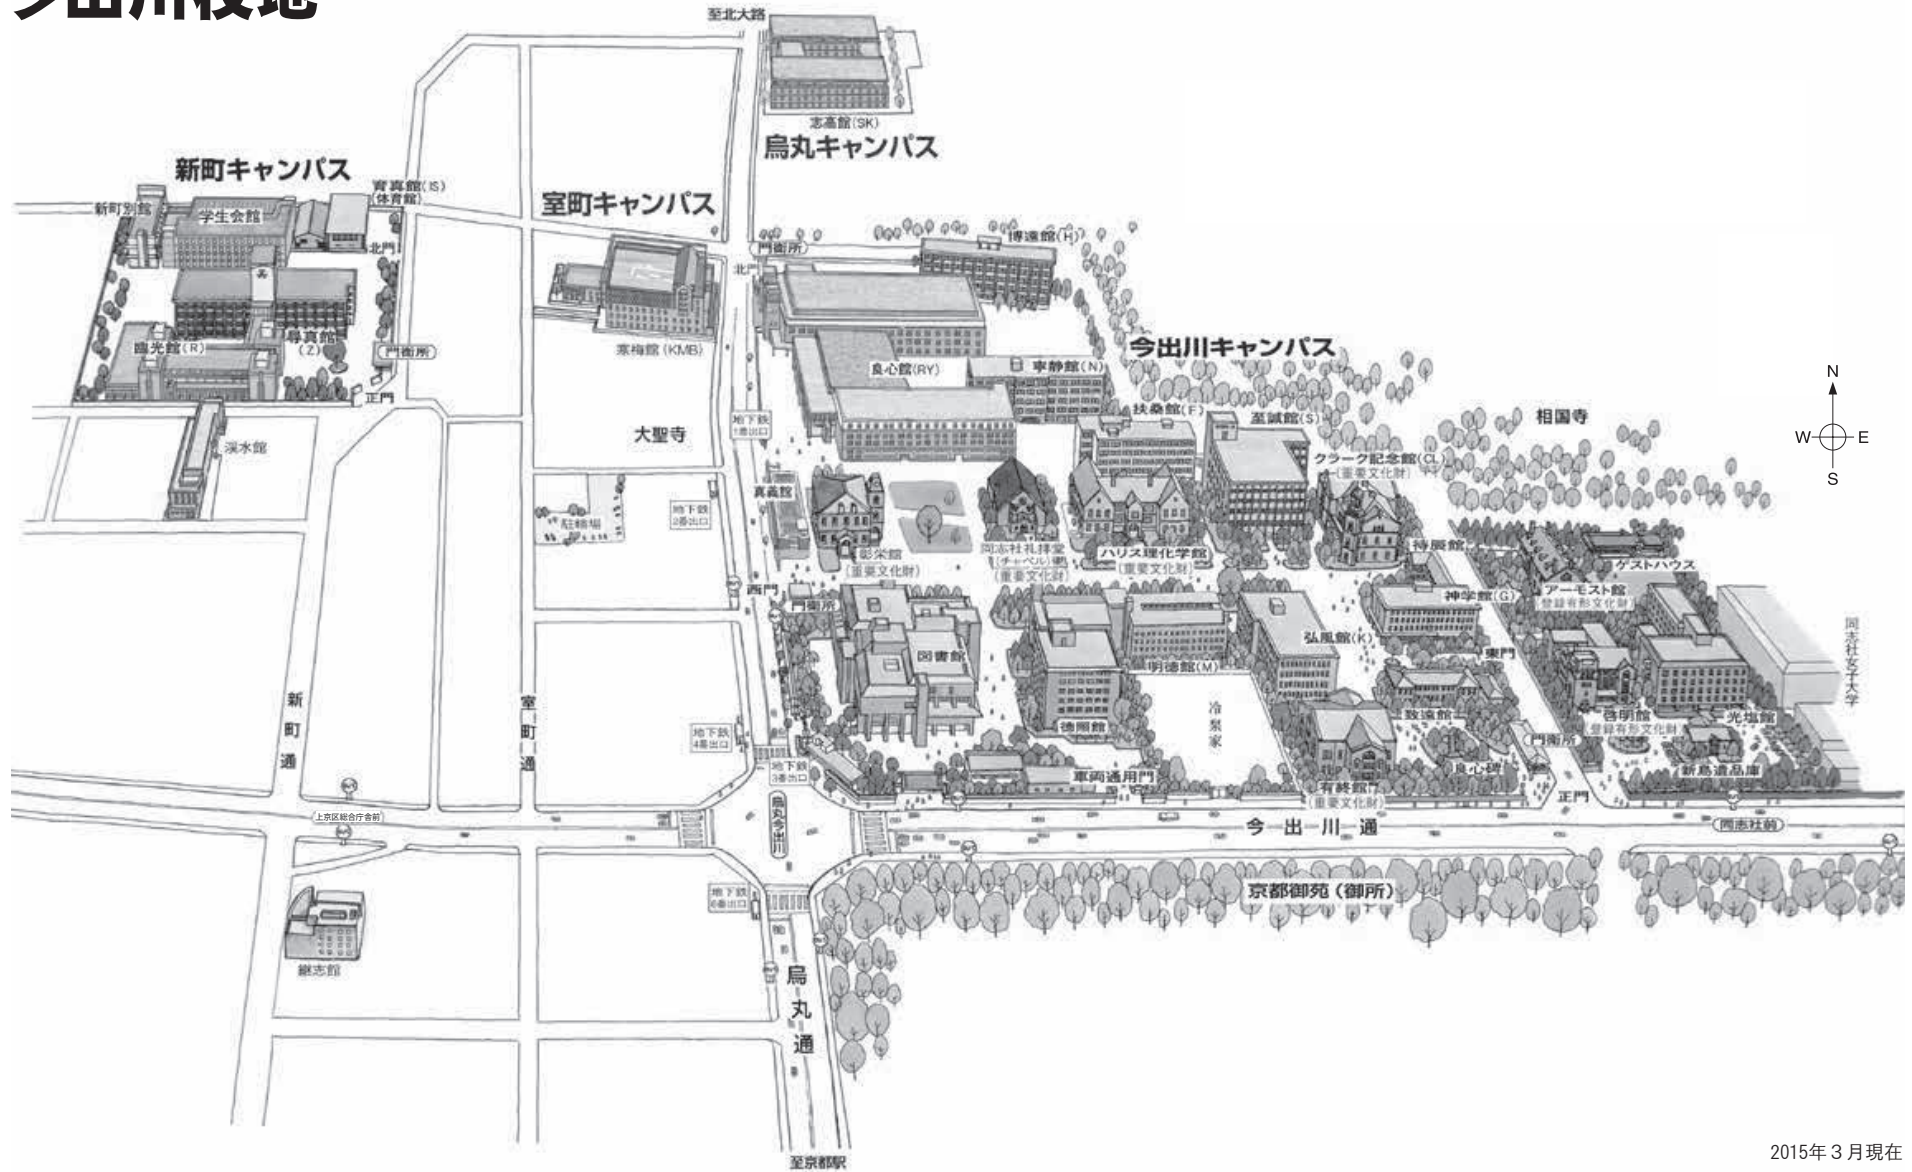 今出川校地
至北大路
志高館(SK)
烏丸キャンパス
新町キャンパス
育真館(IS)
(体育館)
新町別館
学生会館
北門
臨光館(R)
尋真館
(Z)
門衛所
正門
渓水館
室町キャンパス
寒梅館(KMB)
大聖寺
駐輪場
門衛所
北門
博遠館(H)
良心館(RY)
寧静館(N)
今出川キャンパス
扶桑館(F)
至誠館(S)
クラーク記念館(CL)
(重要文化財)
相国寺
N
W
E
S
地下鉄
1番出口
地下鉄
2番出口
真義館
彰栄館
(重要文化財)
同志社礼拝堂
(チャペル)
(重要文化財)
ハリス理化学館
(重要文化財)
待辰館
ゲストハウス
アーモスト館
(登録有形文化財)
神学館(G)
西門
門衛所
図書館
明徳館(M)
弘風館(K)
東門
同志社女子大学
徳照館
冷泉家
致遠館
啓明館
(登録有形文化財)
光塩館
門衛所
良心碑
新島遺品庫
新町通
室町通
地下鉄
4番出口
地下鉄
3番出口
車両通用門
有終館
(重要文化財)
正門
上京区総合庁舎前
烏丸今出川
今出川通
同志社前
継志館
地下鉄
6番出口
京都御苑(御所)
烏丸通
至京都駅
2015年3月現在